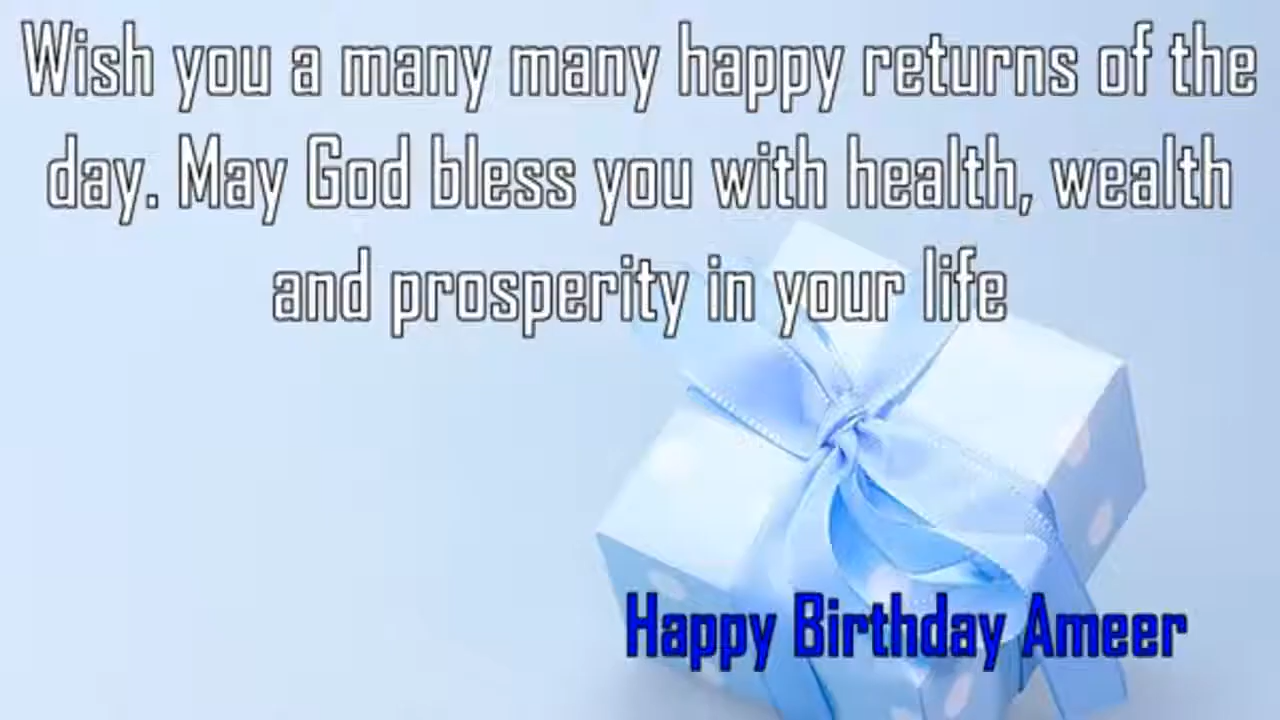 Wish you a many many happy returns of the
day. May God bless you with health, wealth
and prosperity in your life
Happy Birthday Ameer